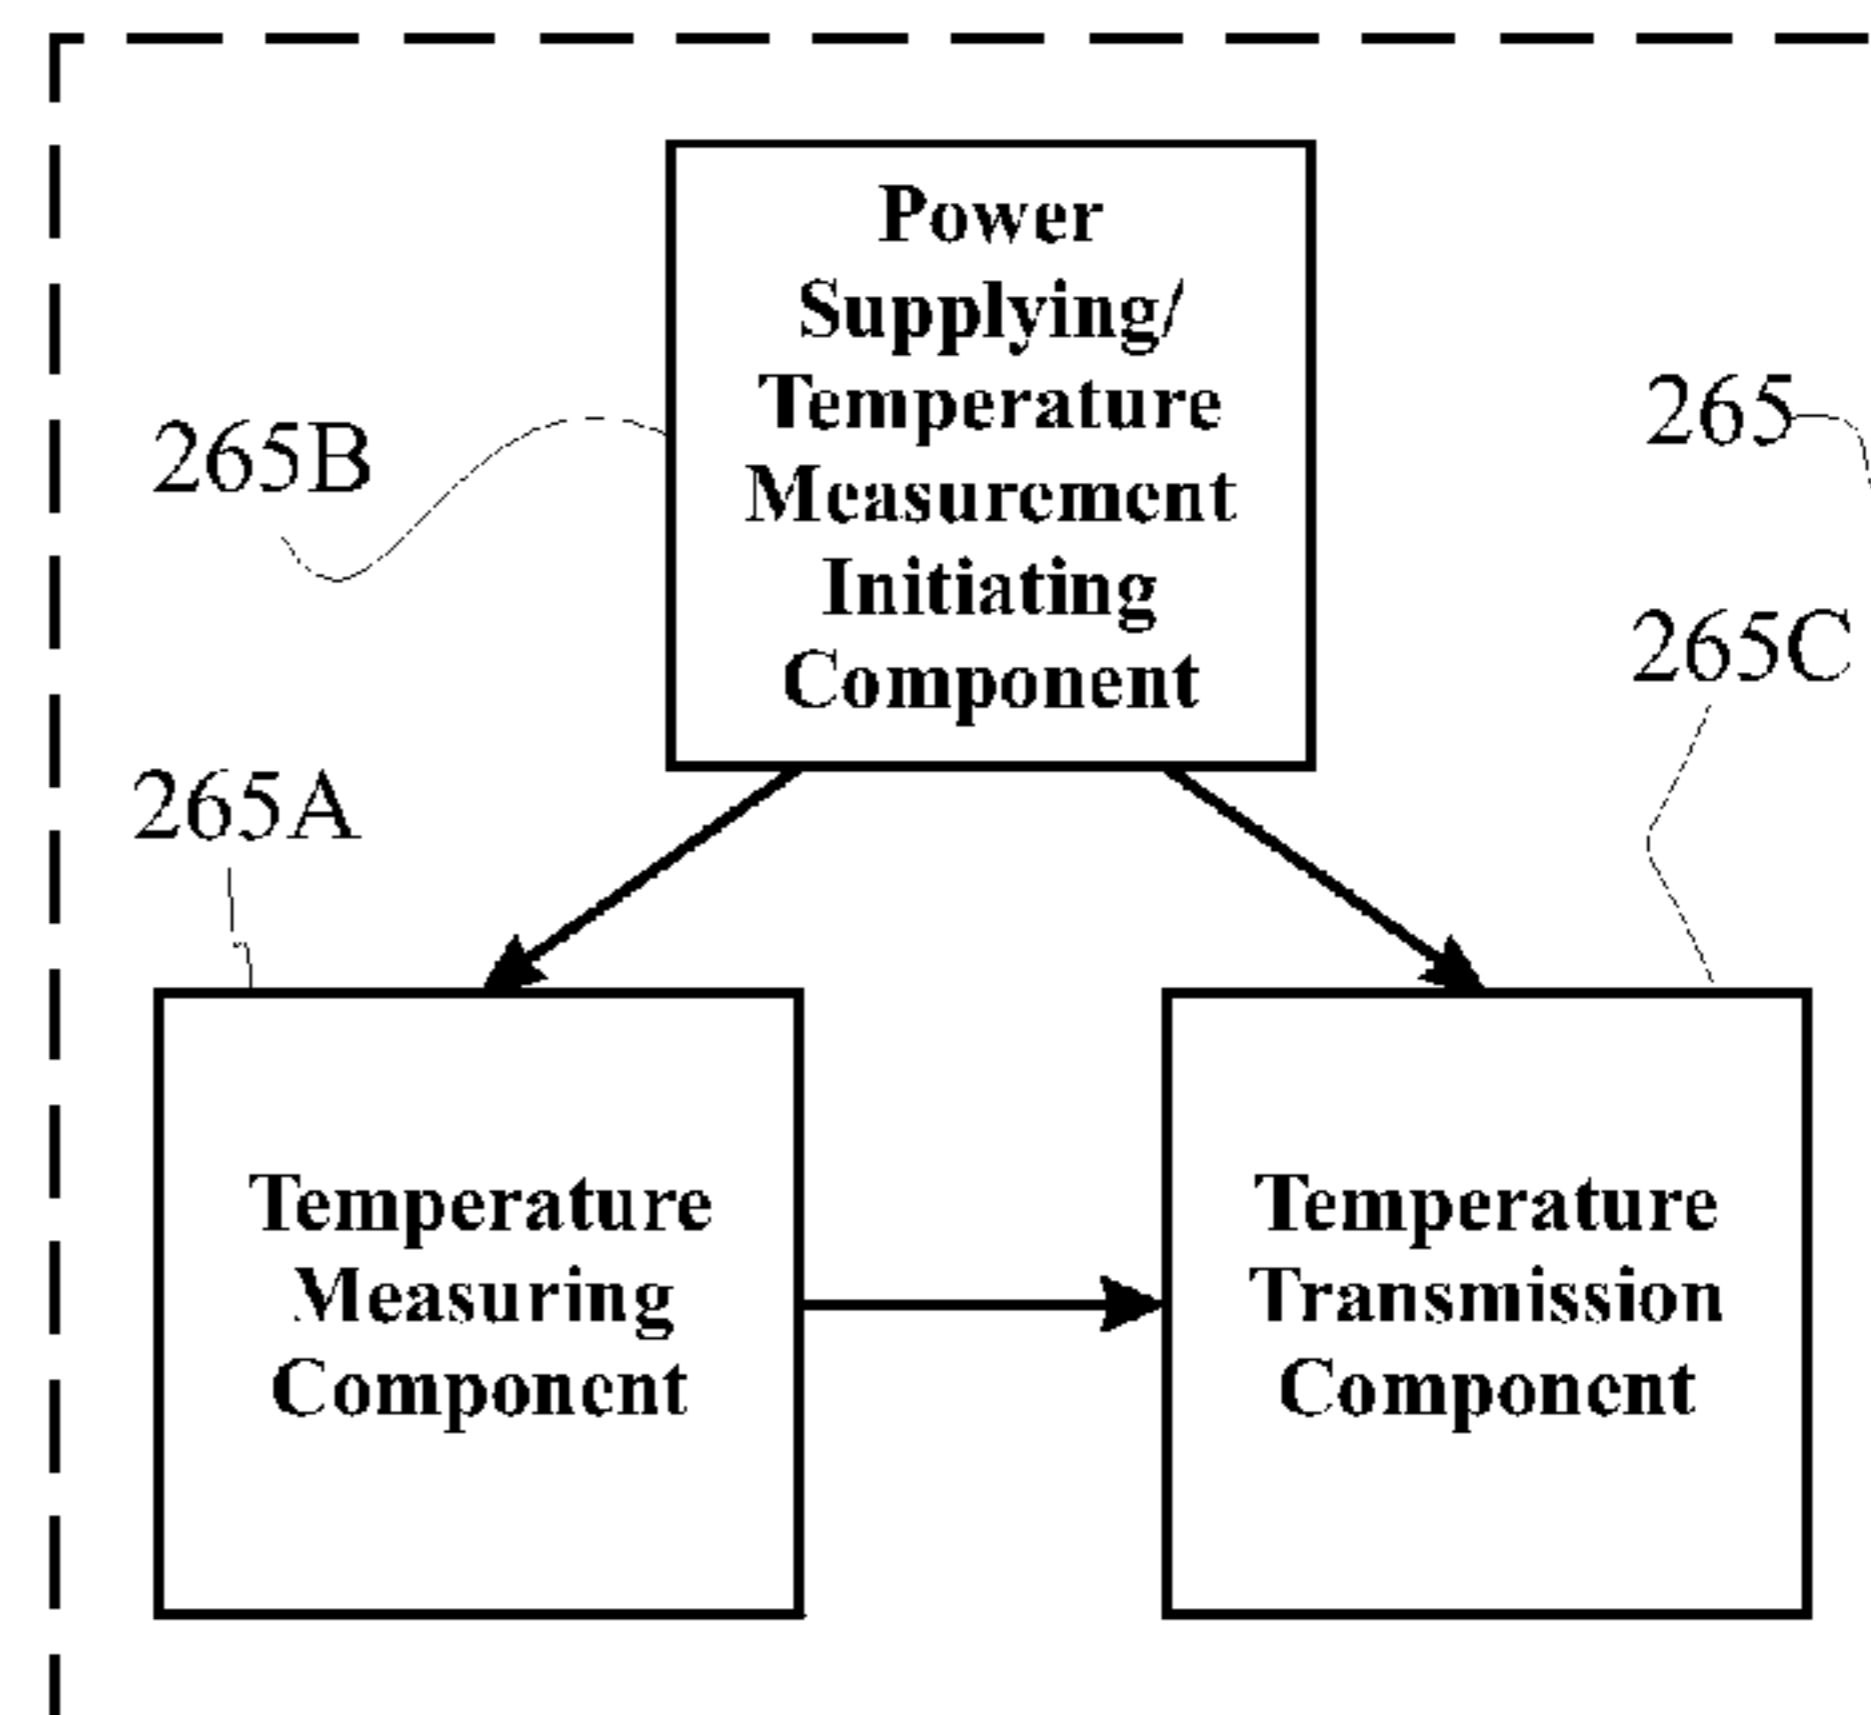 Power
Supplying/
Temperature
Measurement
Initiating
Component
265B
265
265C
265A
Temperature
Measuring
Component
Temperature
Transmission
Component